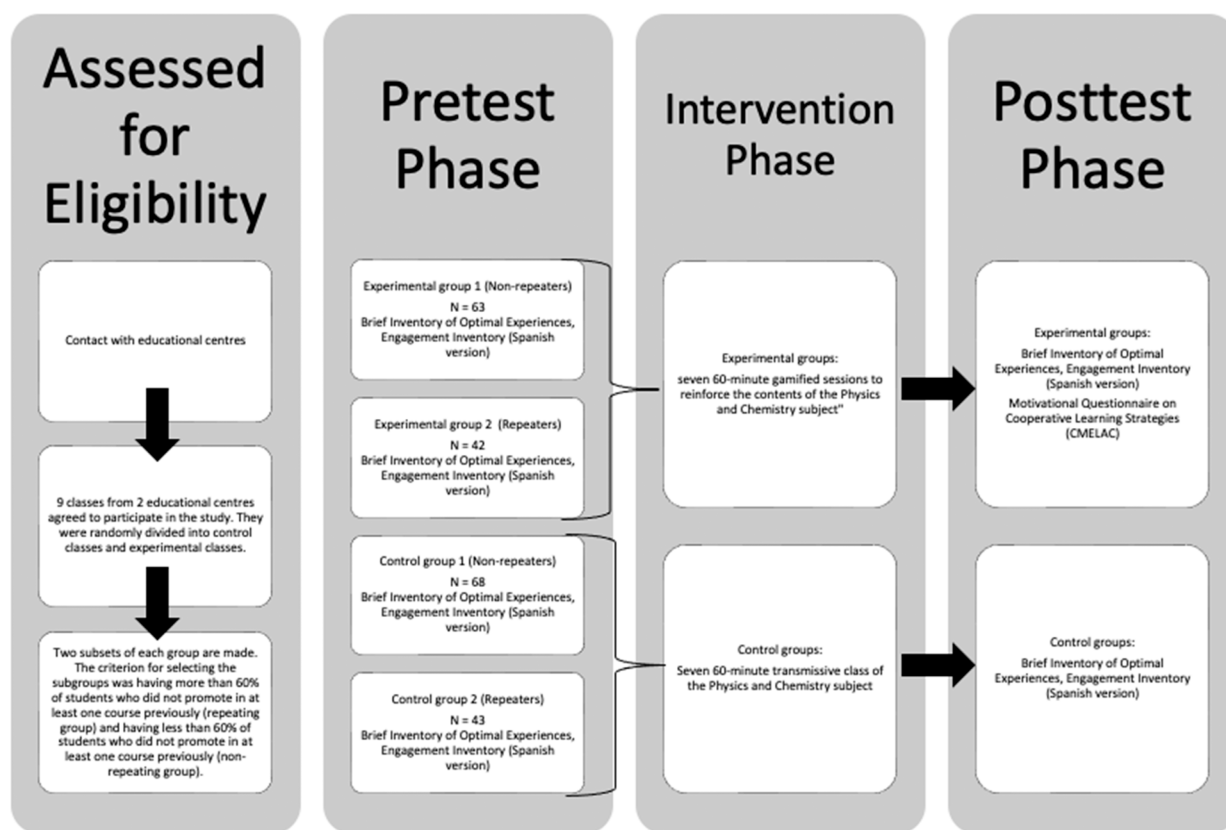 Assessed
for
Eligibility
Contact with educational centres
9 classes from 2 educational centres
agreed to participate in the study. They
were randomly divided into control
classes and experimental classes.
Two subsets of each group are made.
The criterion for selecting the
subgroups was having more than 60%
of students who did not promote in at
least one course previously (repeating
group) and having less than 60% of
students who did not promote in at
least one course previously (non-
repeating group).
Pretest
Phase
Experimental group 1 (Non-repeaters)
N = 63
Brief Inventory of Optimal Experiences,
Engagement Inventory (Spanish
version)
Experimental group 2 (Repeaters)
N = 42
Brief Inventory of Optimal Experiences,
Engagement Inventory (Spanish
version)
Control group 1 (Non-repeaters)
N = 68
Brief Inventory of Optimal Experiences,
Engagement Inventory (Spanish
version)
Control group 2 (Repeaters)
N = 43
Brief Inventory of Optimal Experiences,
Engagement Inventory (Spanish
version)
Intervention
Phase
Experimental groups:
seven 60-minute gamified sessions to
reinforce the contents of the Physics
and Chemistry subject"
Control groups:
Seven 60-minute transmissive class of
the Physics and Chemistry subject
Posttest
Phase
Experimental groups:
Brief Inventory of Optimal
Experiences, Engagement Inventory
(Spanish version)
Motivational Questionnaire on
Cooperative Learning Strategies
(CMELAC)
Control groups:
Brief Inventory of Optimal
Experiences, Engagement Inventory
(Spanish version)